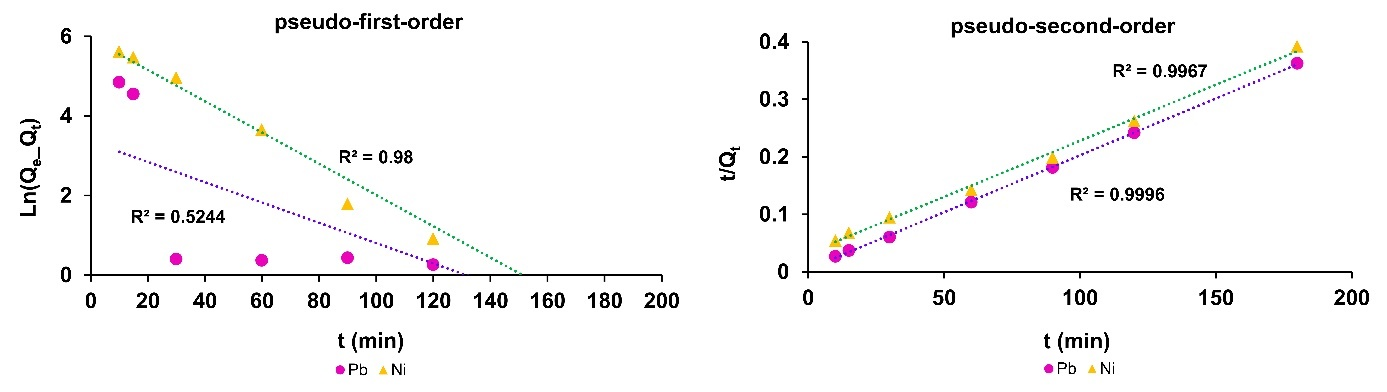 pseudo-first-order
6
4
2
0
Ln(Qe_Qt)
R² = 0.98
R² = 0.5244
0 20 40 60 80 100 120 140 160 180 200
t (min)
Pb Ni
pseudo-second-order
0.4
0.3
0.2
0.1
0
t/Qt
R² = 0.9967
R² = 0.9996
0 50 100 150 200
t (min)
Pb Ni